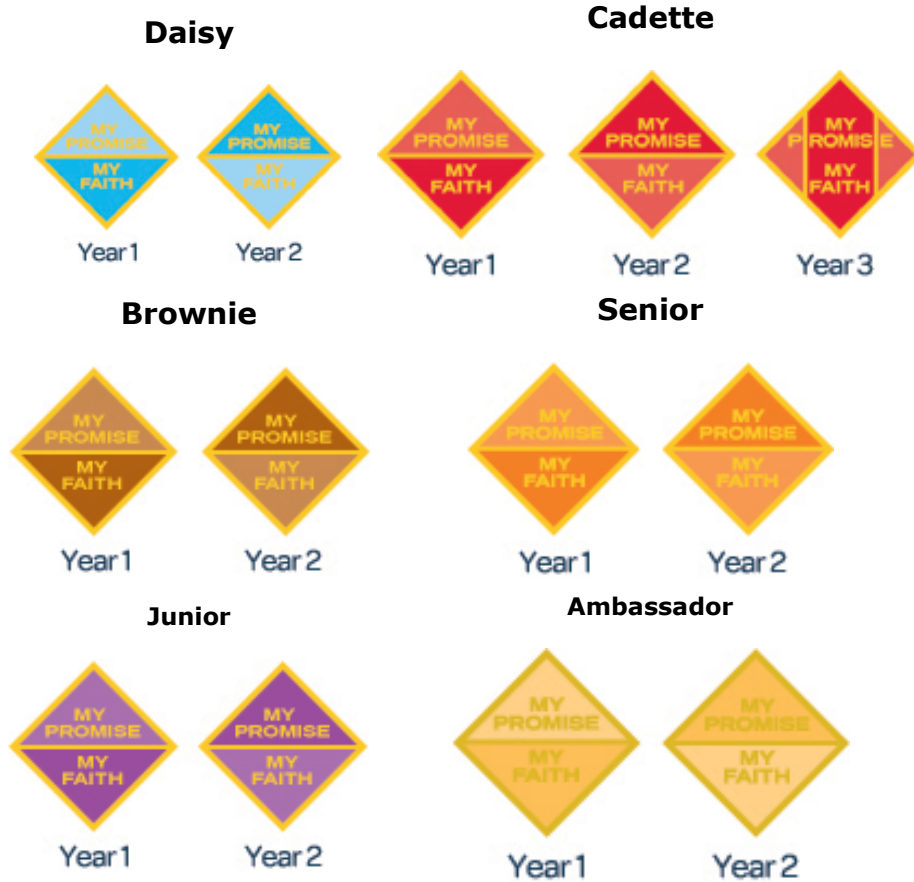 Daisy
MY
PROMISE
MY
FAITH
Year 1
MY
PROMISE
MY
FAITH
Year 2
Cadette
MY
PROMISE
MY
FAITH
Year 1
MY
PROMISE
MY
FAITH
Year 2
MY
PROMISE
MY
FAITH
Year 3
Brownie
MY
PROMISE
MY
FAITH
Year 1
MY
PROMISE
MY
FAITH
Year 2
Senior
MY
PROMISE
MY
FAITH
Year 1
MY
PROMISE
MY
FAITH
Year 2
Junior
MY
PROMISE
MY
FAITH
Year 1
MY
PROMISE
MY
FAITH
Year 2
Ambassador
MY
PROMISE
MY
FAITH
Year 1
MY
PROMISE
MY
FAITH
Year 2